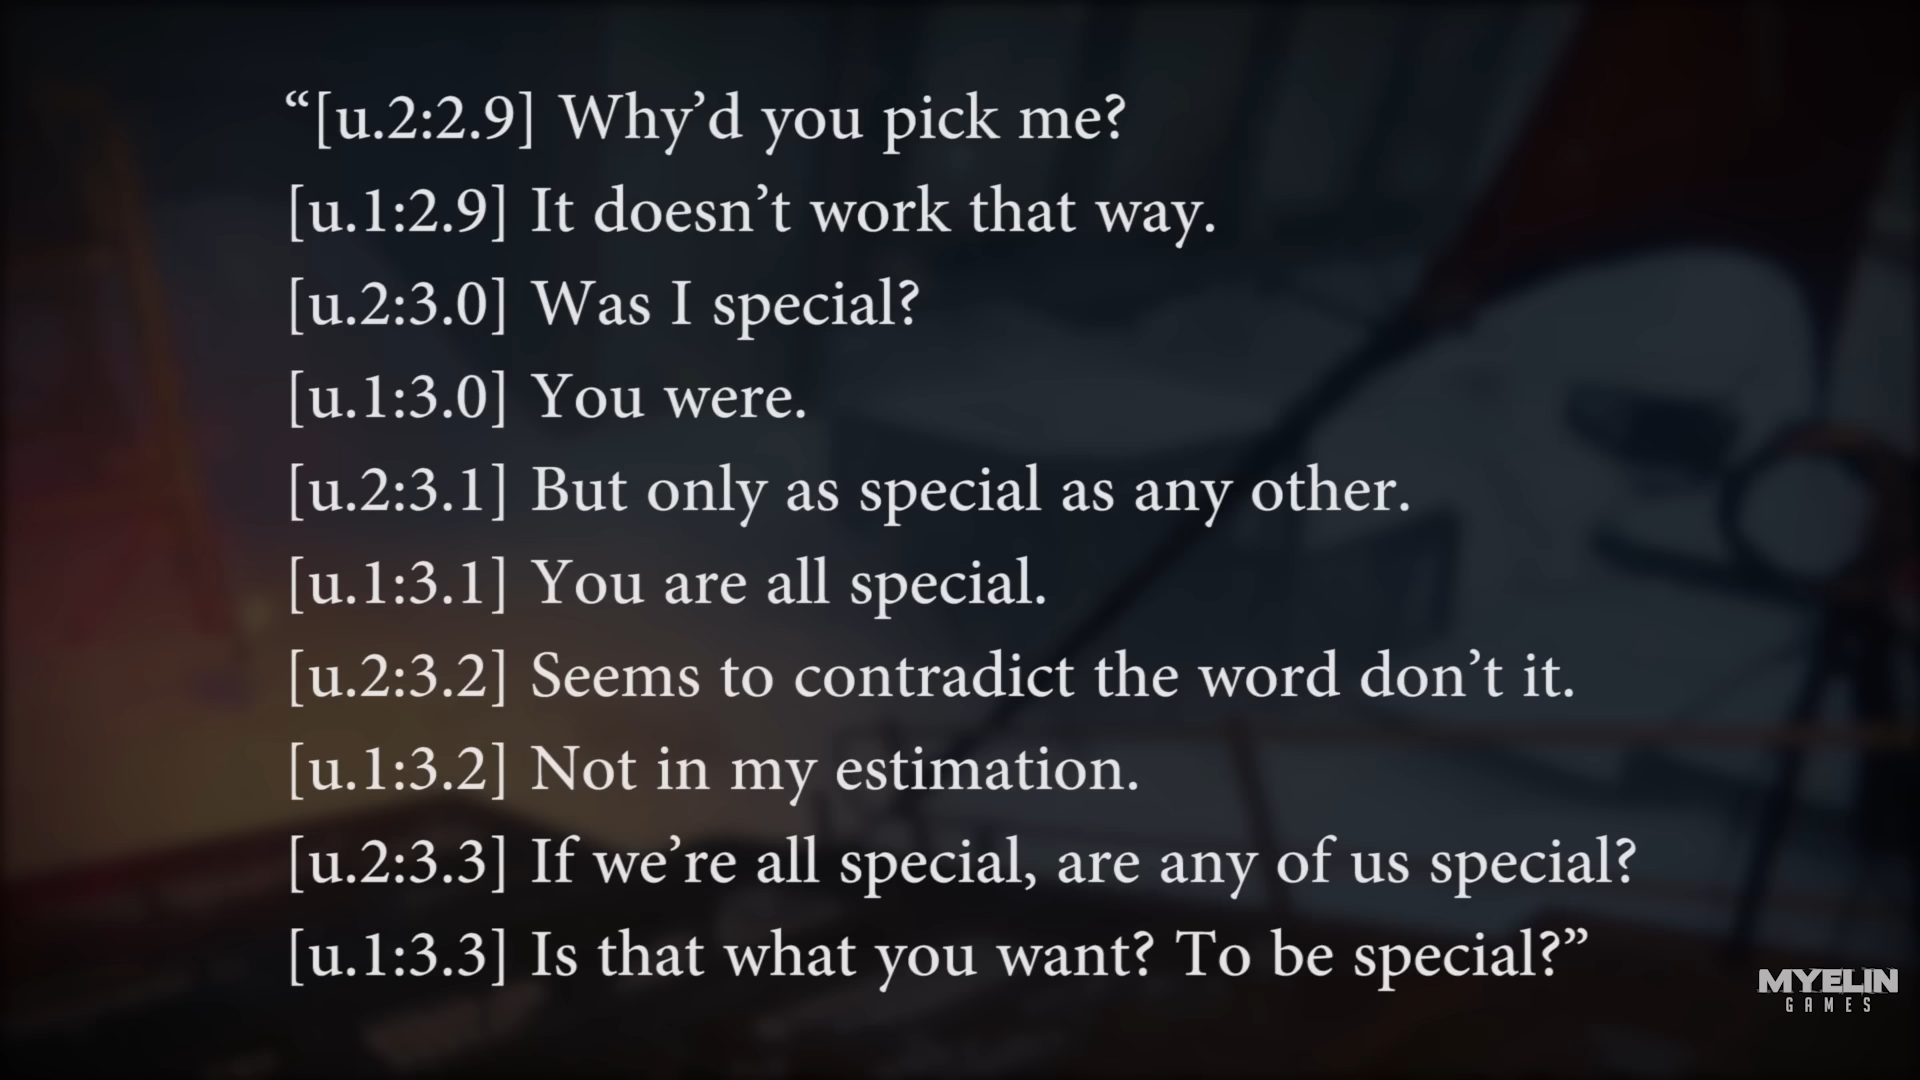 “[u.2:2.9] Why’d you pick me?
[u.1:2.9] It doesn’t work that way.
[u.2:3.0] Was I special?
[u.1:3.0] You were.
[u.2:3.1] But only as special as any other.
[u.1:3.1] You are all special.
[u.2:3.2] Seems to contradict the word don’t it.
[u.1:3.2] Not in my estimation.
[u.2:3.3] If we’re all special, are any of us special?
[u.1:3.3] Is that what you want? To be special?”
MYELIN
GAMES